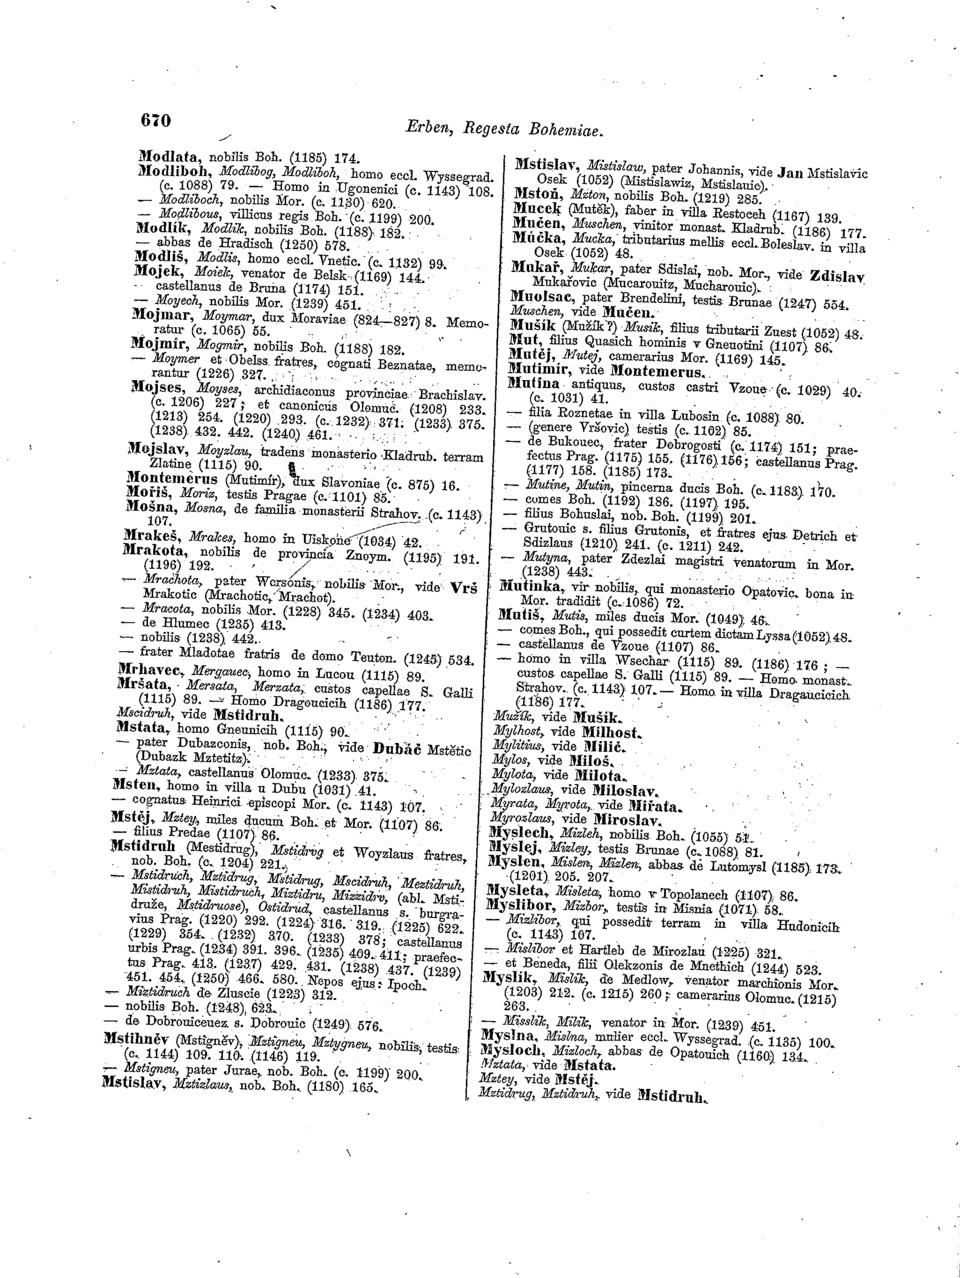 670
Erben, Regesta Bohemiae.
Modlata, nobilis Boh. (1185) 174.
Modliboh, Modlibog, Modliboh, homo eccl. Wyssegrad.
(c. 1088) 79. — Homo in Ugonenici (c. 1143) 108.
— Modliboch, nobilis Mor. (c. 1130) 620.
— Modlibous, villicus regis Boh. (c. 1199) 200.
Modlík, Modlik, nobilis Boh. (1188) 182.
— abbas de Hradisch (1250) 578.
Modliš, Modlis, homo eccl. Vnetic. (c. 1132) 99.
Mojek, Moiek, venator de Belsk (1169) 144.
— castellanus de Bruna (1174) 151.
— Moyech, nobilis Mor. (1239) 451.
Mojmar, Moymar, dux Moraviae (824—827) 8. Memo-
ratur (c. 1065) 55.
Mojmír, Mogmir, nobilis Boh. (1188) 182.
— Moymer et Obelss fratres, cognati Beznatae, memo-
rantur (1226) 327.
Mojses, Moyses, archidiaconus provinciae Brachislav.
(c. 1206) 227; et canonicus Olomuc. (1208) 233.
(1213) 254. (1220) 293. (c. 1232) 371. (1233) 375.
(1238) 432. 442. (1240) 461.
Mojslav, Moyzlau, tradens monasterio Kladrub. terram
Zlatine (1115) 90.
Montemerus (Mutimír), dux Slavoniae (c. 875) 16.
Mořiš, Moriz, testis Pragae (c. 1101) 85.
Mošna, Mosna, de familia monasterii Strahov. (c. 1143)
107.
Mrakeš, Mrakes, homo in Uiskone (1034) 42.
Mrakota, nobilis de provincia Znoym. (1195) 191.
(1196) 192.
— Mrachota, pater Worsonis, nobilis Mor., vide Vrš
Mrakotic (Mrachotic, Mrachot).
— Mracota, nobilis Mor. (1228) 345. (1234) 403.
— de Hlumec (1235) 413.
— nobilis (1238) 442.
— frater Mladotae fratris de domo Teuton. (1245) 534.
Mrhavec, Mergauec, homo in Lucou (1115) 89.
Mršata, Mersata, Merzata, custos capellae S. Galli
(1115) 89. — Homo Dragoucicih (1186) 177.
Mscidruh, vide Mstidruh.
Mstata, homo Gneunicih (1115) 90.
— pater Dubazconis, nob. Boh., vide Dubáč Mstětic
(Dubazk Mztetitz).
— Mztata, castellanus Olomuc. (1233) 375.
Msten, homo in villa u Dubu (1031) 41.
— cognatus Heinrici episcopi Mor. (c. 1143) 107.
Mstěj, Mztey, miles ducum Boh. et Mor. (1107) 86.
— filius Predae (1107) 86.
Mstidruh (Mestidrug), Mstidrvg et Woyzlaus fratres,
nob. Boh. (c. 1204) 221.
— Mstidruch, Mztidrug, Mstidrug, Mscidruh, Meztidruh,
Mistidruh, Mistidruch, Miztidru, Mizzidrv, (abl. Msti-
druže, Mstidruose), Ostidrud, castellanus s. burgra-
vius Prag. (1220) 292. (1224) 316. 319. (1225) 622.
(1229) 354. (1232) 370. (1233) 378; castellanus
urbis Prag. (1234) 391. 396. (1235) 409. 411; praefec-
tus Prag. 413. (1237) 429. 431. (1238) 437. (1239)
451. 454. (1250) 466. 580. Nepos ejus: Ipoch.
— Miztidruch de Zluscie (1223) 312.
— nobilis Boh. (1248) 623.
— de Dobrouiceuez s. Dobrouic (1249) 576.
Mstihněv (Mstigněv), Mztigneu, Mztygneu, nobilis, testis
(c. 1144) 109. 110. (1146) 119.
— Mstigneu, pater Jurae, nob. Boh. (c. 1199) 200.
Mstislav, Mztizlaus, nob. Boh. (1180) 165.
Mstislav, Mistislaw, pater Johannis, vide Jan Mstislavic
Osek (1052) (Mistislawiz, Mstislauic).
Mstoň, Mzton, nobilis Boh. (1219) 285.
Mucek (Mutěk), faber in villa Restoceh (1167) 139.
Mučen, Muschen, vinitor monast. Kladrub. (1186) 177.
Múčka, Mucka, tributarius mellis eccl. Boleslav. in villa
Osek (1052) 48.
Mukař, Mukar, pater Sdislai, nob. Mor., vide Zdislav
Mukařovic (Mucarouitz, Mucharouic).
Muolsac, pater Brendelini, testis Brunae (1247) 554.
Muschen, vide Mučen.
Mušik (Mužík?) Musik, filius tributarii Zuest (1052) 48.
Mut, filius Quasich hominis v Gneuotini (1107) 86.
Mutěj, Mutej, camerarius Mor. (1169) 145.
Mutimír, vide Montemerus.
Mutina antiquus, custos castri Vzoue (c. 1029) 40.
(c. 1031) 41.
— filia Roznetae in villa Lubosin (c. 1088) 80.
— (genere Vršovic) testis (c. 1102) 85.
— de Bukouec, frater Dobrogosti (c. 1174) 151; prae-
fectus Prag. (1175) 155. (1176) 156; castellanus Prag.
(1177) 158. (1185) 173.
— Mutine, Mutin, pincerna ducis Boh. (c. 1183) 170.
— comes Boh. (1192) 186. (1197) 195.
— filius Bohuslai, nob. Boh. (1199) 201.
— Grutouic s. filius Grutonis, et fratres ejus Detrich et
Sdizlaus (1210) 241. (c. 1211) 242.
— Mutyna, pater Zdezlai magistri venatorum in Mor.
(1238) 443.
Mutinka, vir nobilis, qui monasterio Opatovic. bona in
Mor. tradidit (c. 1086) 72.
Mutiš, Mutis, miles ducis Mor. (1049) 46.
— comes Boh., qui possedit curtem dictam Lyssa (1052) 48.
— castellanus de Vzoue (1107) 86.
— homo in villa Wsechar (1115) 89. (1186) 176; —
custos capellae S. Galli (1115) 89. — Homo monast.
Strahov. (c. 1143) 107. — Homo in villa Dragaucicich
(1186) 177.
Mužík, vide Mušik.
Mylhost, vide Milhost.
Mylitius, vide Milič.
Mylos, vide Miloš.
Mylota, vide Milota.
Mylozlaus, vide Miloslav.
Myrata, Myrota, vide Miřata.
Myrozlaus, vide Miroslav.
Myslech, Mizleh, nobilis Boh. (1055) 51.
Myslej, Mizley, testis Brunae (c. 1088) 81.
Myslen, Mislen, Mizlen, abbas de Lutomysl (1185) 173.
(1201) 205. 207.
Mysleta, Misleta, homo v Topolanech (1107) 86.
Myslibor, Mizbor, testis in Misnia (1071) 58.
— Mizlibor, qui possedit terram in villa Hudonicih
(c. 1143) 107.
— Mislibor et Hartleb de Mirozlau (1225) 321.
— et Beneda, filii Olekzonis de Mnethich (1244) 523.
Myslík, Mislik, de Medlow, venator marchionis Mor.
(1203) 212. (c. 1215) 260; camerarius Olomuc. (1215)
263.
— Misslik, Milik, venator in Mor. (1239) 451.
Myslna, Mislna, mulier eccl. Wyssegrad. (c. 1135) 100.
Mysloch, Mizloch, abbas de Opatouich (1160) 134.
Mztata, vide Mstata.
Mztey, vide Mstěj.
Mztidrug, Mztidruh, vide Mstidruh.